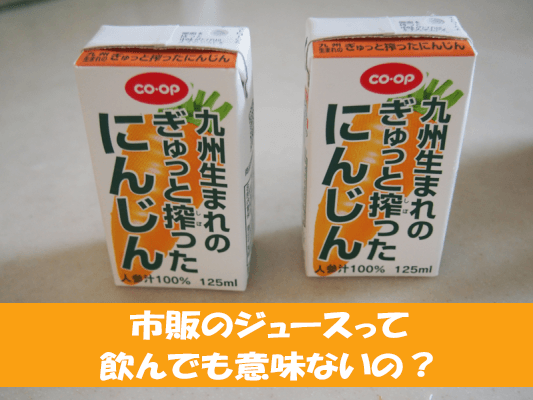 九州生まれの ぎゅっと搾ったにんじん
CO·OP
九州生まれの
ぎゅっと搾った
しぼ
にんじん
人参汁100% 125ml
九州生まれの ぎゅっと搾ったにんじん
CO·OP
九州生まれの
ぎゅっと搾った
しぼ
にんじん
人参汁100% 125ml
市販のジュースって
飲んでも意味ないの？